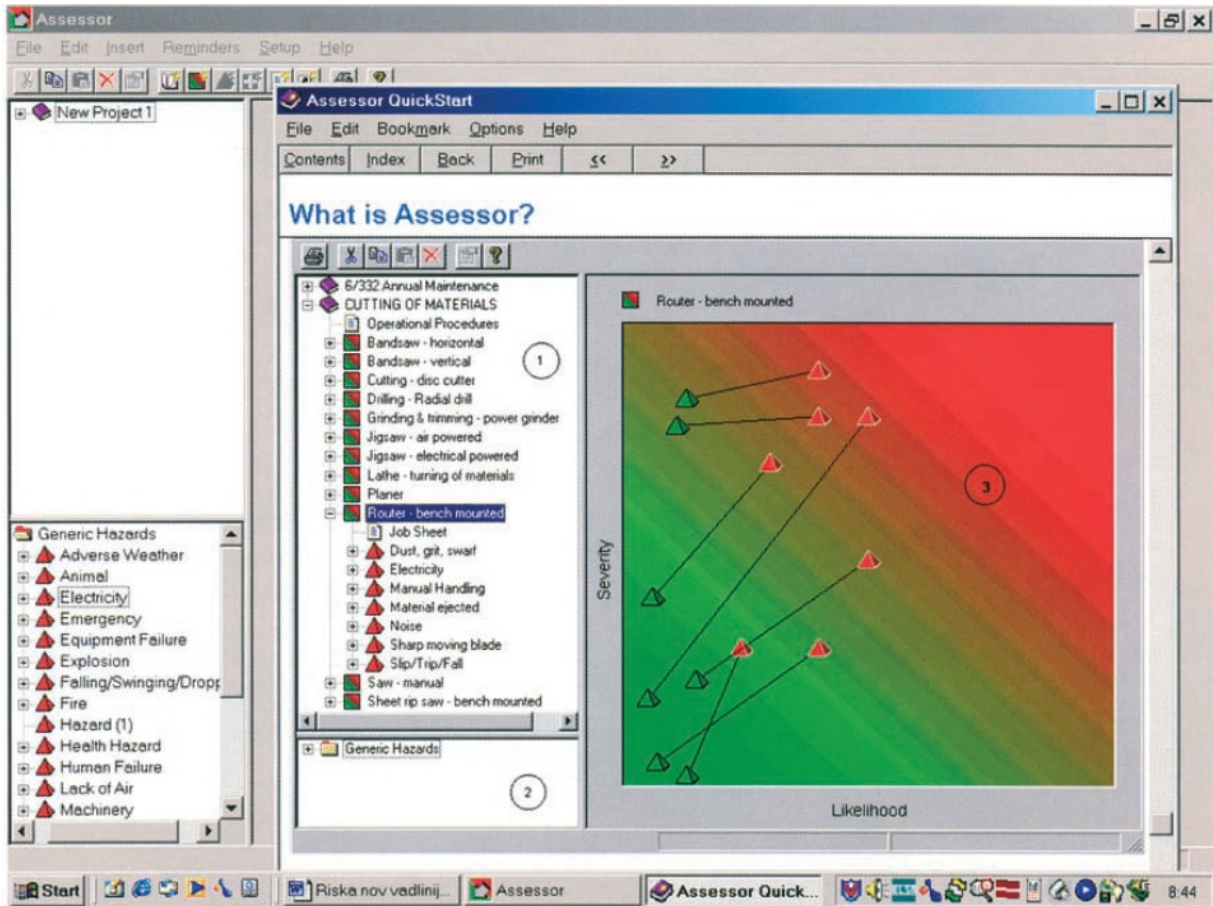 Assessor
File Edit Insert Reminders Setup Help
New Project 1
Generic Hazards
Adverse Weather
Animal
Electricity
Emergency
Equipment Failure
Explosion
Falling/Swinging/Dropp
Fire
Hazard (1)
Health Hazard
Human Failure
Lack of Air
Machinery
Assessor QuickStart
File Edit Bookmark Options Help
Contents Index Back Print << >>
What is Assessor?
6/332 Annual Maintenance
CUTTING OF MATERIALS
Operational Procedures
Bandsaw - horizontal
Bandsaw - vertical
Cutting - disc cutter
Drilling - Radial drill
Grinding & trimming - power grinder
Jigsaw - air powered
Jigsaw - electrical powered
Lathe - turning of materials
Planer
Router - bench mounted
Job Sheet
Dust, grit, swarf
Electricity
Manual Handling
Material ejected
Noise
Sharp moving blade
Slip/Trip/Fall
Saw - manual
Sheet rip saw - bench mounted
1
Generic Hazards
2
Router - bench mounted
3
Severity
Likelihood
Start
Riska nov vadlinij...
Assessor
Assessor Quick...
8:44